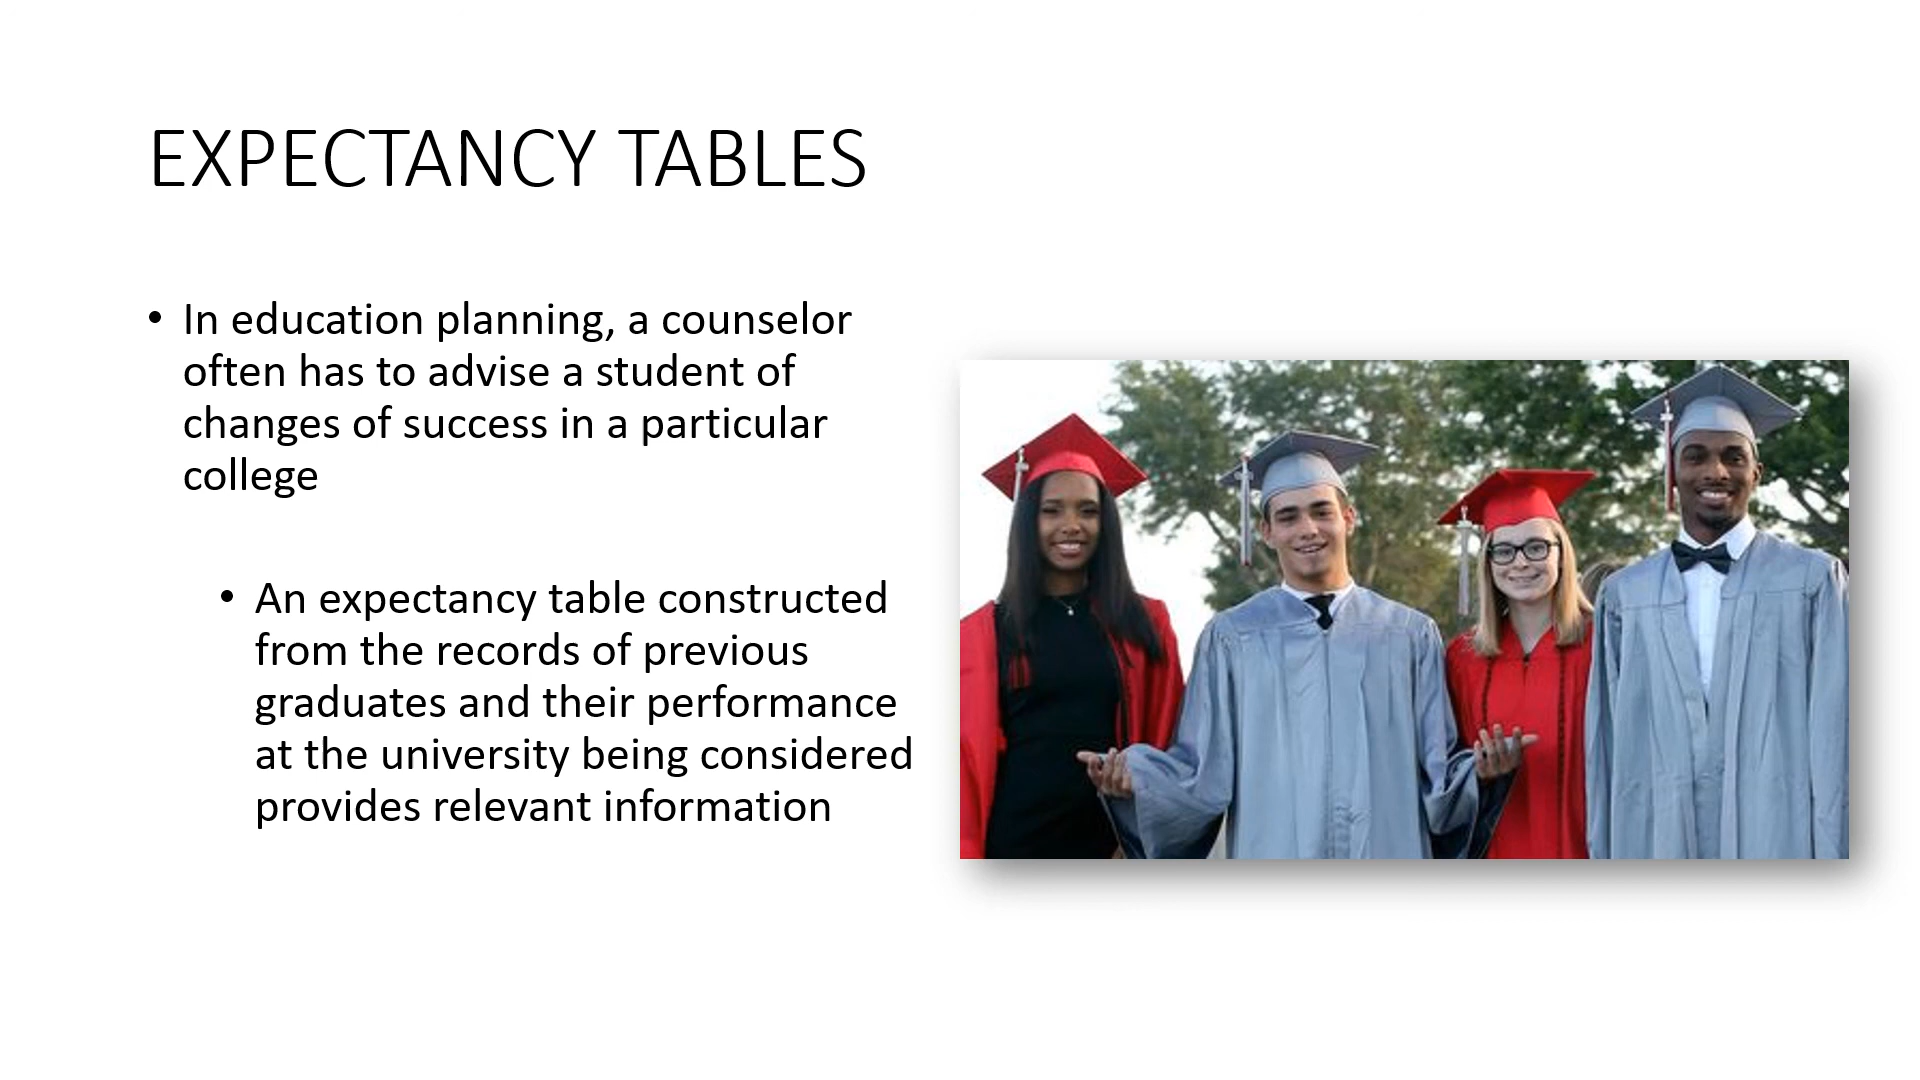 EXPECTANCY TABLES
• In education planning, a counselor
often has to advise a student of
changes of success in a particular
college
• An expectancy table constructed
from the records of previous
graduates and their performance
at the university being considered
provides relevant information